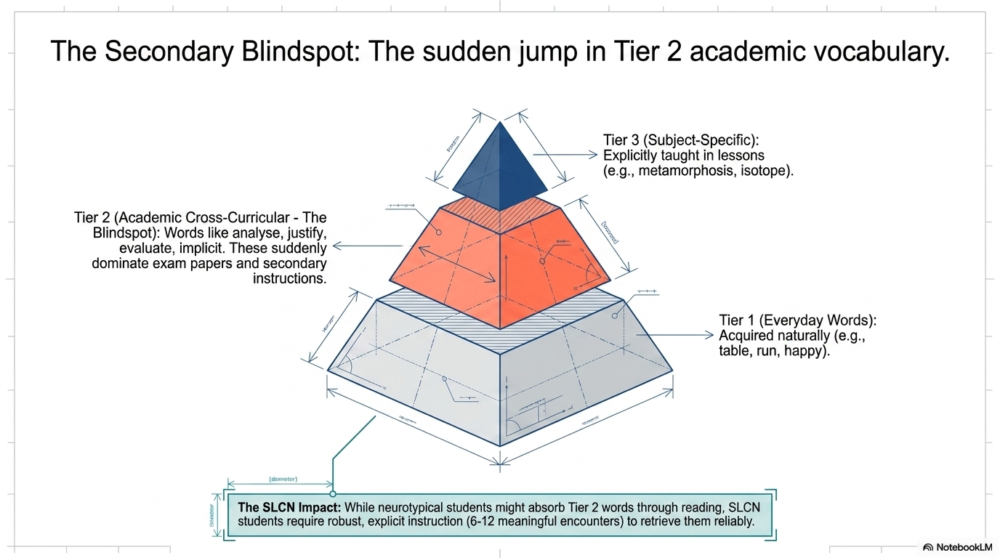 The Secondary Blindspot: The sudden jump in Tier 2 academic vocabulary.
Tier 3 (Subject-Specific):
Explicitly taught in lessons
(e.g., metamorphosis, isotope).
Tier 2 (Academic Cross-Curricular - The
Blindspot): Words like analyse, justify,
evaluate, implicit. These suddenly
dominate exam papers and secondary
instructions.
Tier 1 (Everyday Words):
Acquired naturally (e.g.,
table, run, happy).
The SLCN Impact: While neurotypical students might absorb Tier 2 words through reading, SLCN
students require robust, explicit instruction (6-12 meaningful encounters) to retrieve them reliably.
NotebookLM